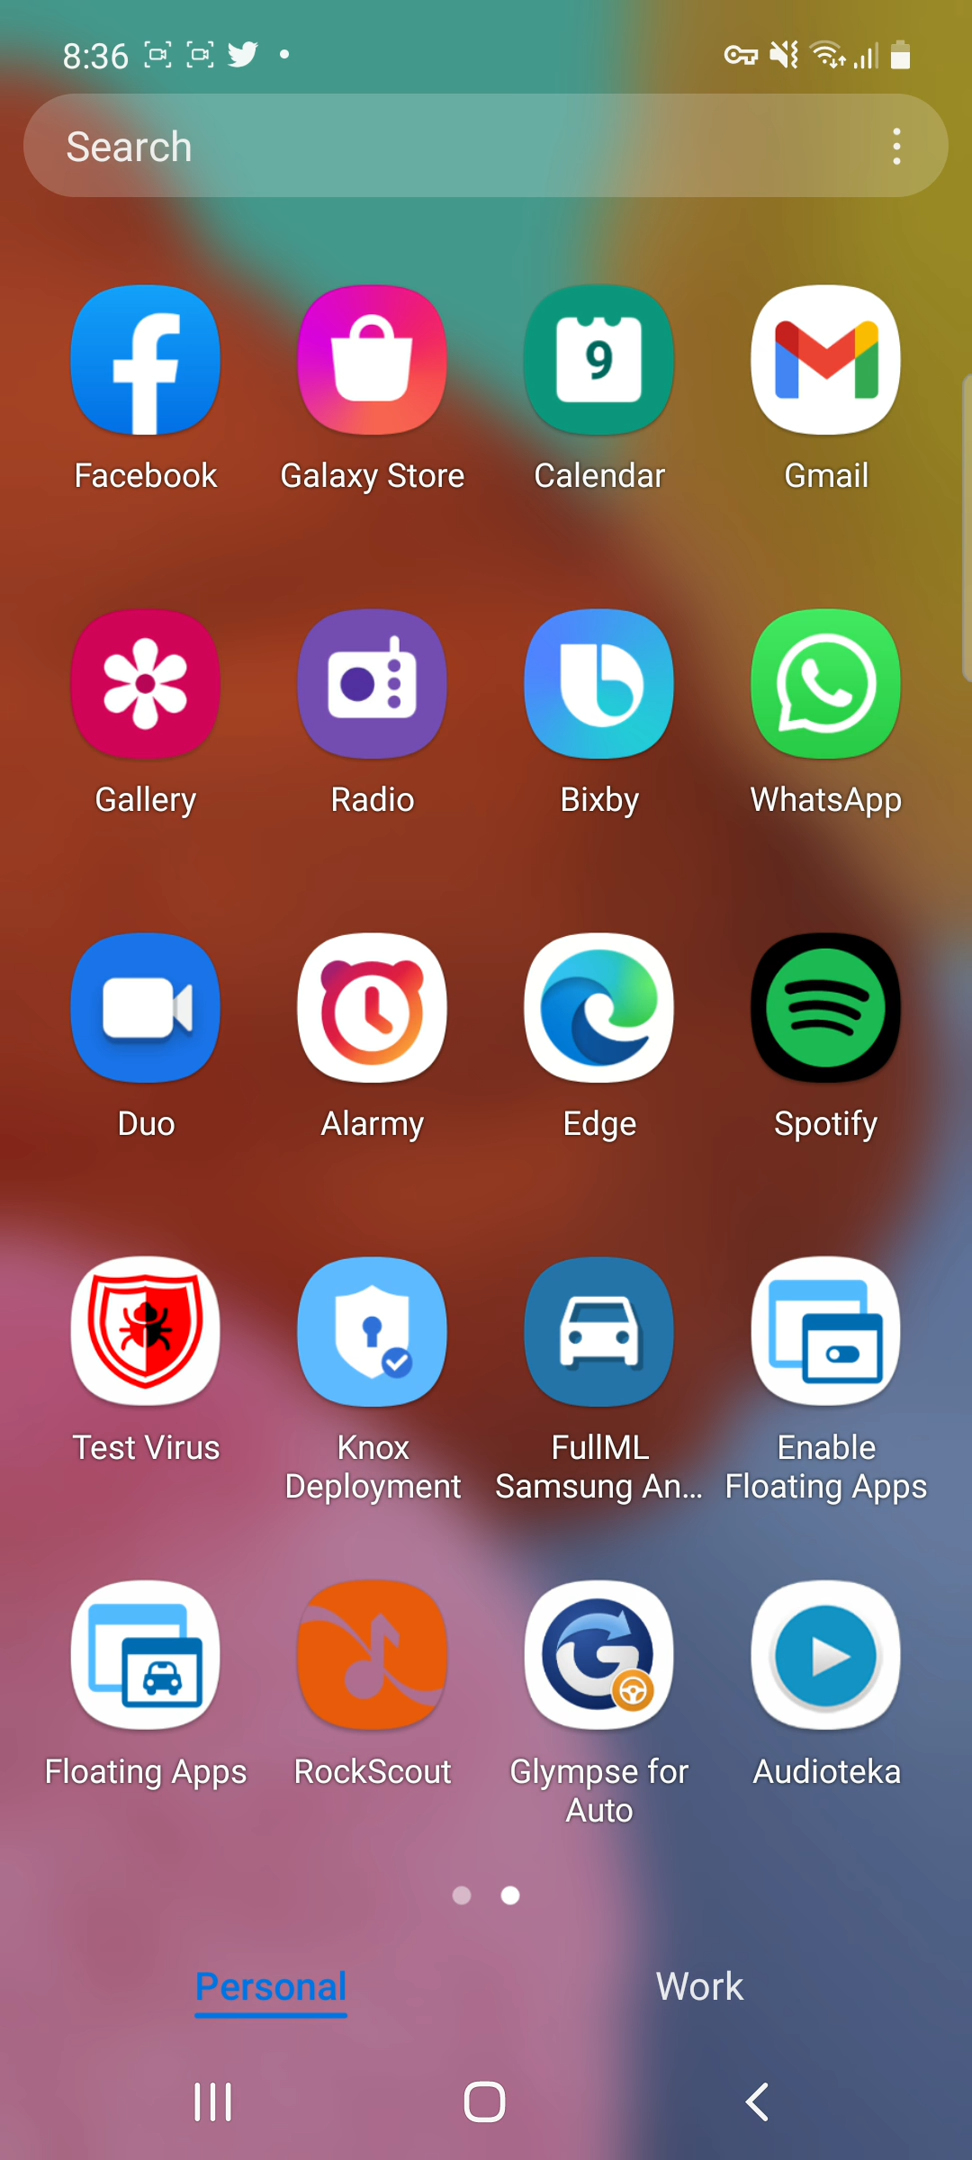 8:36
Search
9
Facebook
Galaxy Store
Calendar
Gmail
Gallery
Radio
Bixby
WhatsApp
Duo
Alarmy
Edge
Spotify
Test Virus
Knox
Deployment
FullML
Samsung An...
Enable
Floating Apps
Floating Apps
RockScout
Glympse for
Auto
Audioteka
Personal
Work